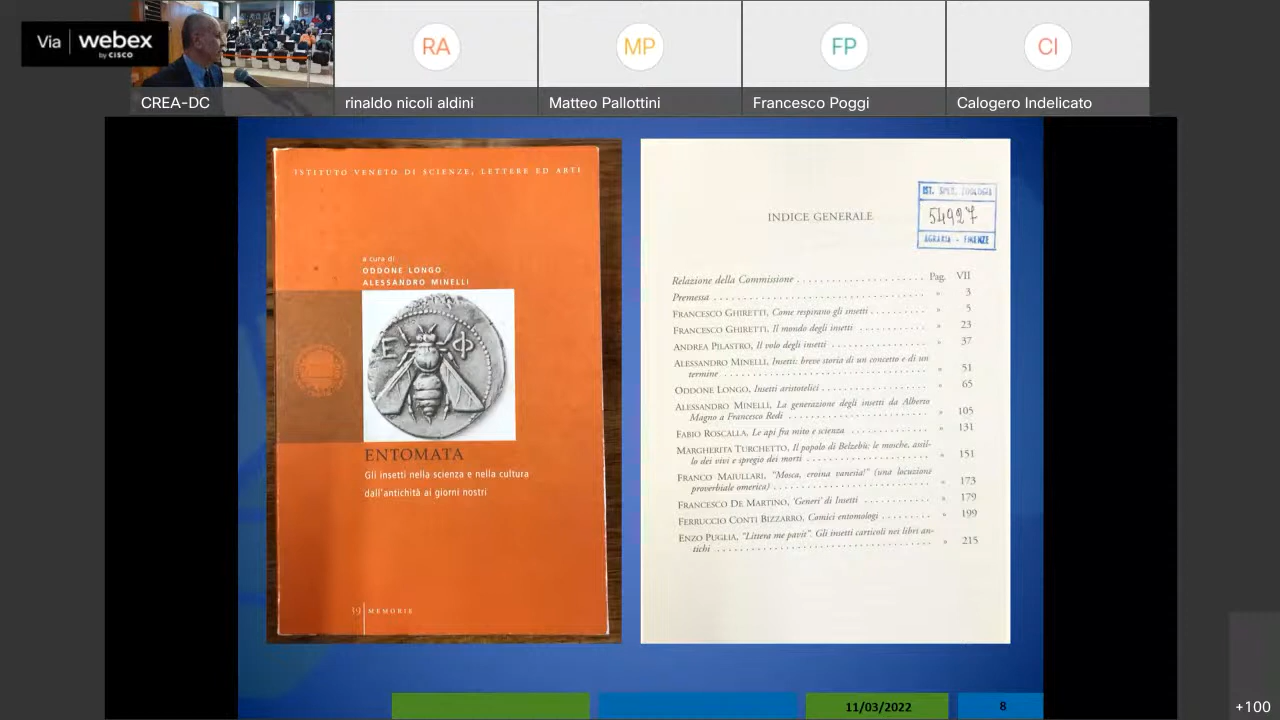 Via webex
by CISCO
RA
MP
FP
CI
CREA-DC
rinaldo nicoli aldini
Matteo Pallottini
Francesco Poggi
Calogero Indelicato
ISTITUTO VENETO DI SCIENZE, LETTERE ED ARTI
a cura di
ODDONE LONGO
ALESSANDRO MINELLI
E Φ
ENTOMATA
Gli insetti nella scienza e nella cultura
dall'antichità ai giorni nostri
39 MEMORIE
IST. SPEZ. ZOOLOGIA
54927
AGRARIA - FIRENZE
INDICE GENERALE
Relazione della Commissione . . . . . . . . . . . . . . . . . . . . . Pag. VII
Premessa . . . . . . . . . . . . . . . . . . . . . . . . . . . . . . . . . . . » 3
FRANCESCO GHIRETTI, Come respirano gli insetti . . . . . . . . . . » 5
FRANCESCO GHIRETTI, Il mondo degli insetti . . . . . . . . . . . . » 23
ANDREA PILASTRO, Il volo degli insetti . . . . . . . . . . . . . . . » 37
ALESSANDRO MINELLI, Insetti: breve storia di un concetto e di un
termine . . . . . . . . . . . . . . . . . . . . . . . . . . . . . . . . . » 51
ODDONE LONGO, Insetti aristotelici . . . . . . . . . . . . . . . . . . » 65
ALESSANDRO MINELLI, La generazione degli insetti da Alberto
Magno a Francesco Redi . . . . . . . . . . . . . . . . . . . . . . . » 105
FABIO ROSCALLA, Le api fra mito e scienza . . . . . . . . . . . . . » 131
MARGHERITA TURCHETTO, Il popolo di Belzebù: le mosche, assil-
lo dei vivi e spregio dei morti . . . . . . . . . . . . . . . . . . . . » 151
FRANCO MAIULLARI, "Mosca, eroina vanesia!" (una locuzione
proverbiale omerica) . . . . . . . . . . . . . . . . . . . . . . . . . » 173
FRANCESCO DE MARTINO, 'Generi' di Insetti . . . . . . . . . . . . » 179
FERRUCCIO CONTI BIZZARRO, Comici entomologi . . . . . . . . » 199
ENZO PUGLIA, "Littera me pavit". Gli insetti carticoli nei libri an-
tichi . . . . . . . . . . . . . . . . . . . . . . . . . . . . . . . . . . . » 215
11/03/2022
8
+100